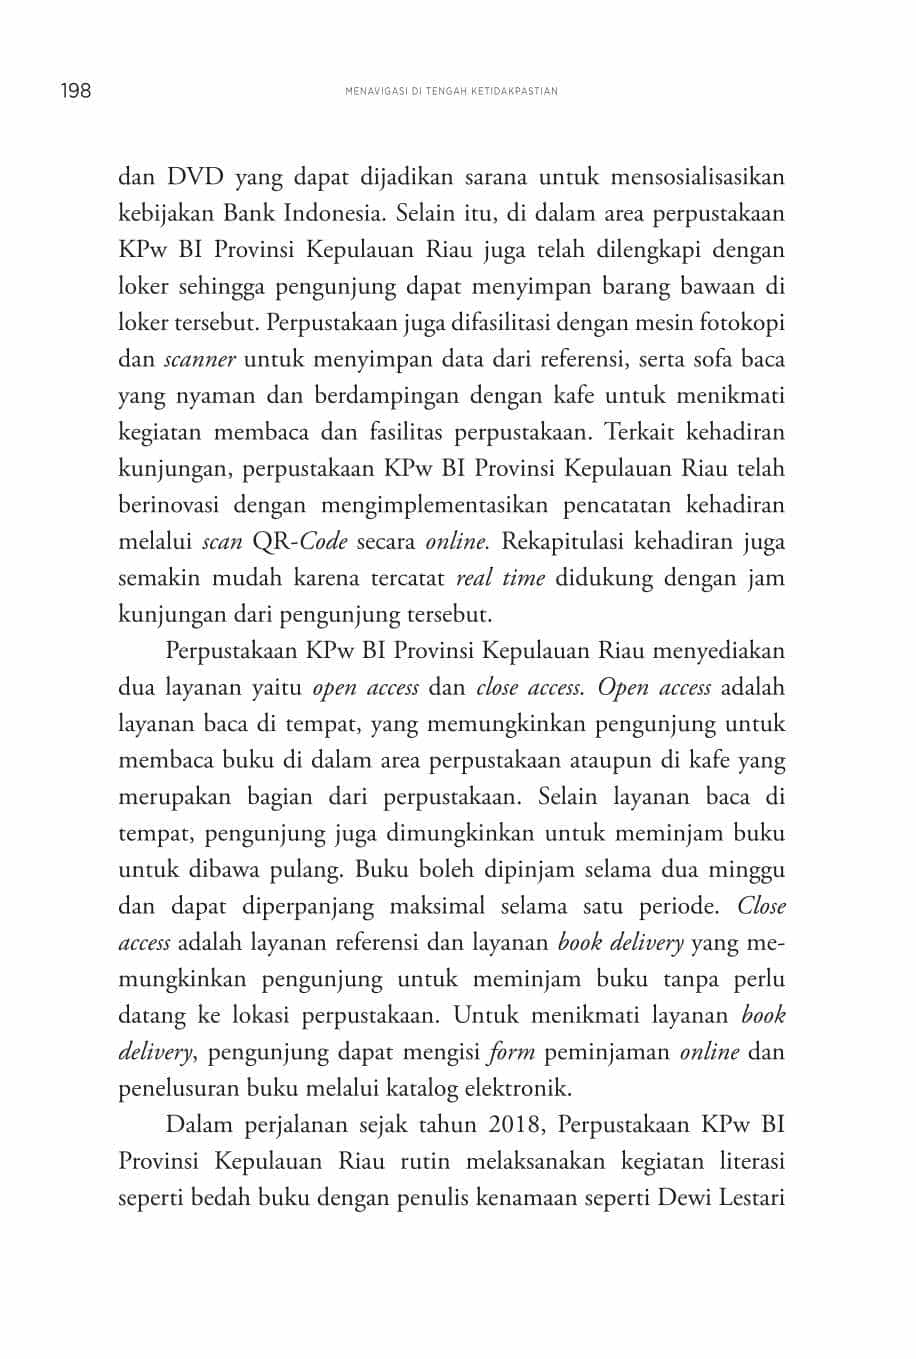 198
MENAVIGASI DI TENGAH KETIDAKPASTIAN
dan DVD yang dapat dijadikan sarana untuk mensosialisasikan
kebijakan Bank Indonesia. Selain itu, di dalam area perpustakaan
KPw BI Provinsi Kepulauan Riau juga telah dilengkapi dengan
loker sehingga pengunjung dapat menyimpan barang bawaan di
loker tersebut. Perpustakaan juga difasilitasi dengan mesin fotokopi
dan scanner untuk menyimpan data dari referensi, serta sofa baca
yang nyaman dan berdampingan dengan kafe untuk menikmati
kegiatan membaca dan fasilitas perpustakaan. Terkait kehadiran
kunjungan, perpustakaan KPw BI Provinsi Kepulauan Riau telah
berinovasi dengan mengimplementasikan pencatatan kehadiran
melalui scan QR-Code secara online. Rekapitulasi kehadiran juga
semakin mudah karena tercatat real time didukung dengan jam
kunjungan dari pengunjung tersebut.
Perpustakaan KPw BI Provinsi Kepulauan Riau menyediakan
dua layanan yaitu open access dan close access. Open access adalah
layanan baca di tempat, yang memungkinkan pengunjung untuk
membaca buku di dalam area perpustakaan ataupun di kafe yang
merupakan bagian dari perpustakaan. Selain layanan baca di
tempat, pengunjung juga dimungkinkan untuk meminjam buku
untuk dibawa pulang. Buku boleh dipinjam selama dua minggu
dan dapat diperpanjang maksimal selama satu periode. Close
access adalah layanan referensi dan layanan book delivery yang me-
mungkinkan pengunjung untuk meminjam buku tanpa perlu
datang ke lokasi perpustakaan. Untuk menikmati layanan book
delivery, pengunjung dapat mengisi form peminjaman online dan
penelusuran buku melalui katalog elektronik.
Dalam perjalanan sejak tahun 2018, Perpustakaan KPw BI
Provinsi Kepulauan Riau rutin melaksanakan kegiatan literasi
seperti bedah buku dengan penulis kenamaan seperti Dewi Lestari